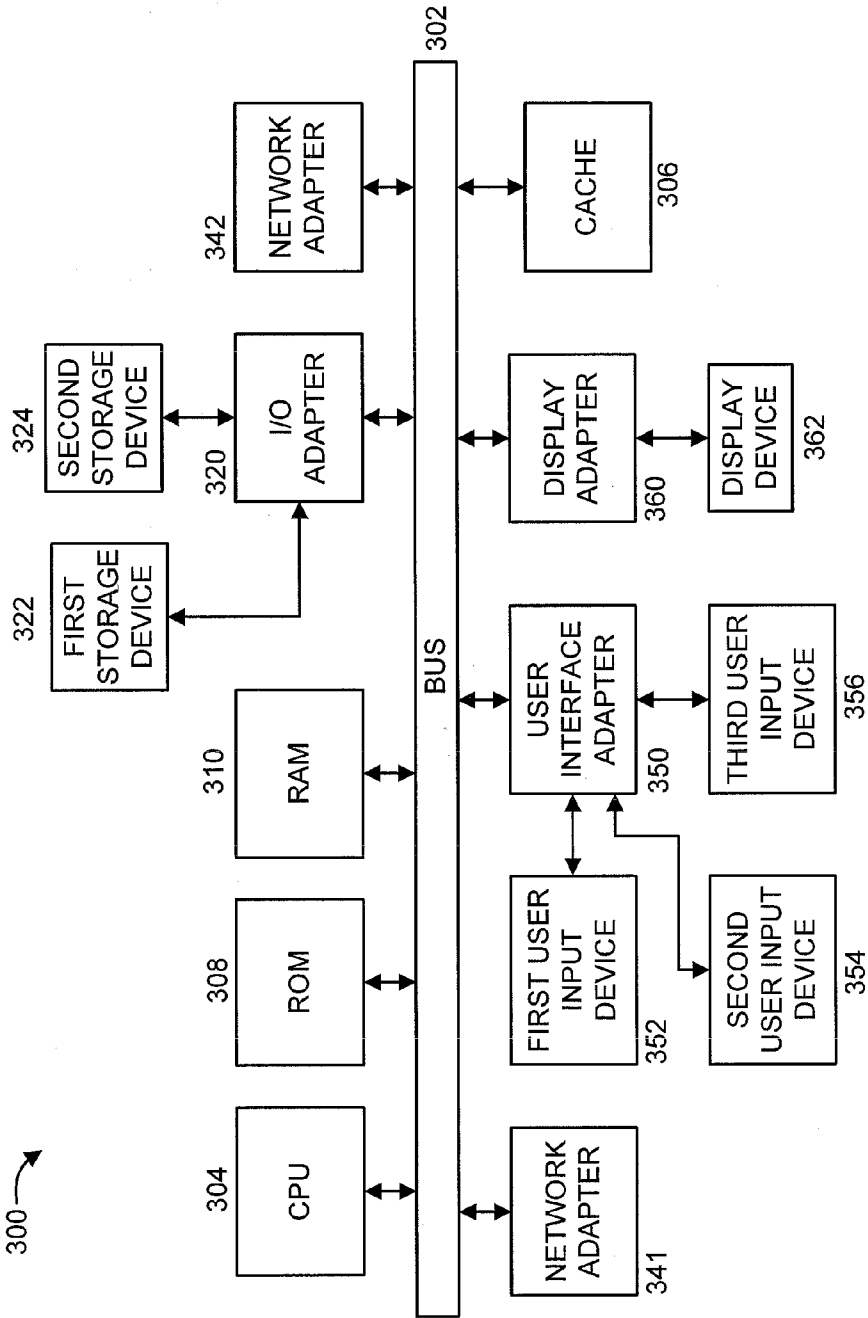 300
304
CPU
308
ROM
310
RAM
322
FIRST
STORAGE
DEVICE
324
SECOND
STORAGE
DEVICE
320
I/O
ADAPTER
342
NETWORK
ADAPTER
BUS
302
NETWORK
ADAPTER
341
FIRST USER
INPUT
DEVICE
352
SECOND
USER INPUT
DEVICE
354
USER
INTERFACE
ADAPTER
350
THIRD USER
INPUT
DEVICE
356
DISPLAY
ADAPTER
360
DISPLAY
DEVICE
362
CACHE
306